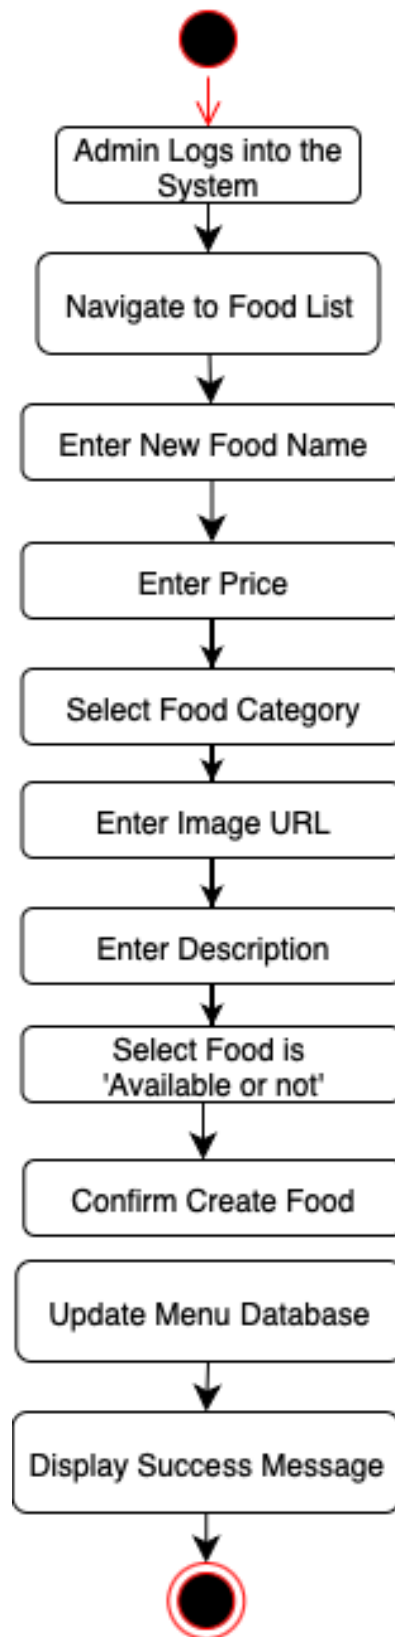 Admin Logs into the
System
Navigate to Food List
Enter New Food Name
Enter Price
Select Food Category
Enter Image URL
Enter Description
Select Food is
'Available or not'
Confirm Create Food
Update Menu Database
Display Success Message